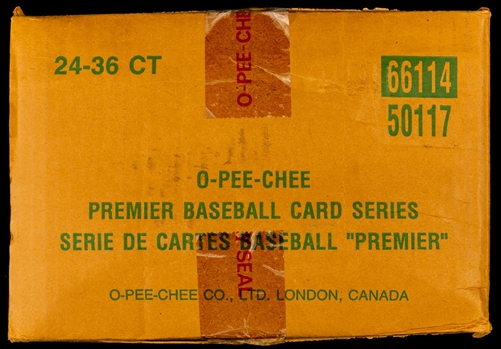 24-36 CT
O-PEE-CHE
66114
50117
O-PEE-CHEE
PREMIER BASEBALL CARD SERIES
SERIE DE CARTES BASEBALL "PREMIER"
SEAL
O-PEE-CHEE CO., LTD. LONDON, CANADA